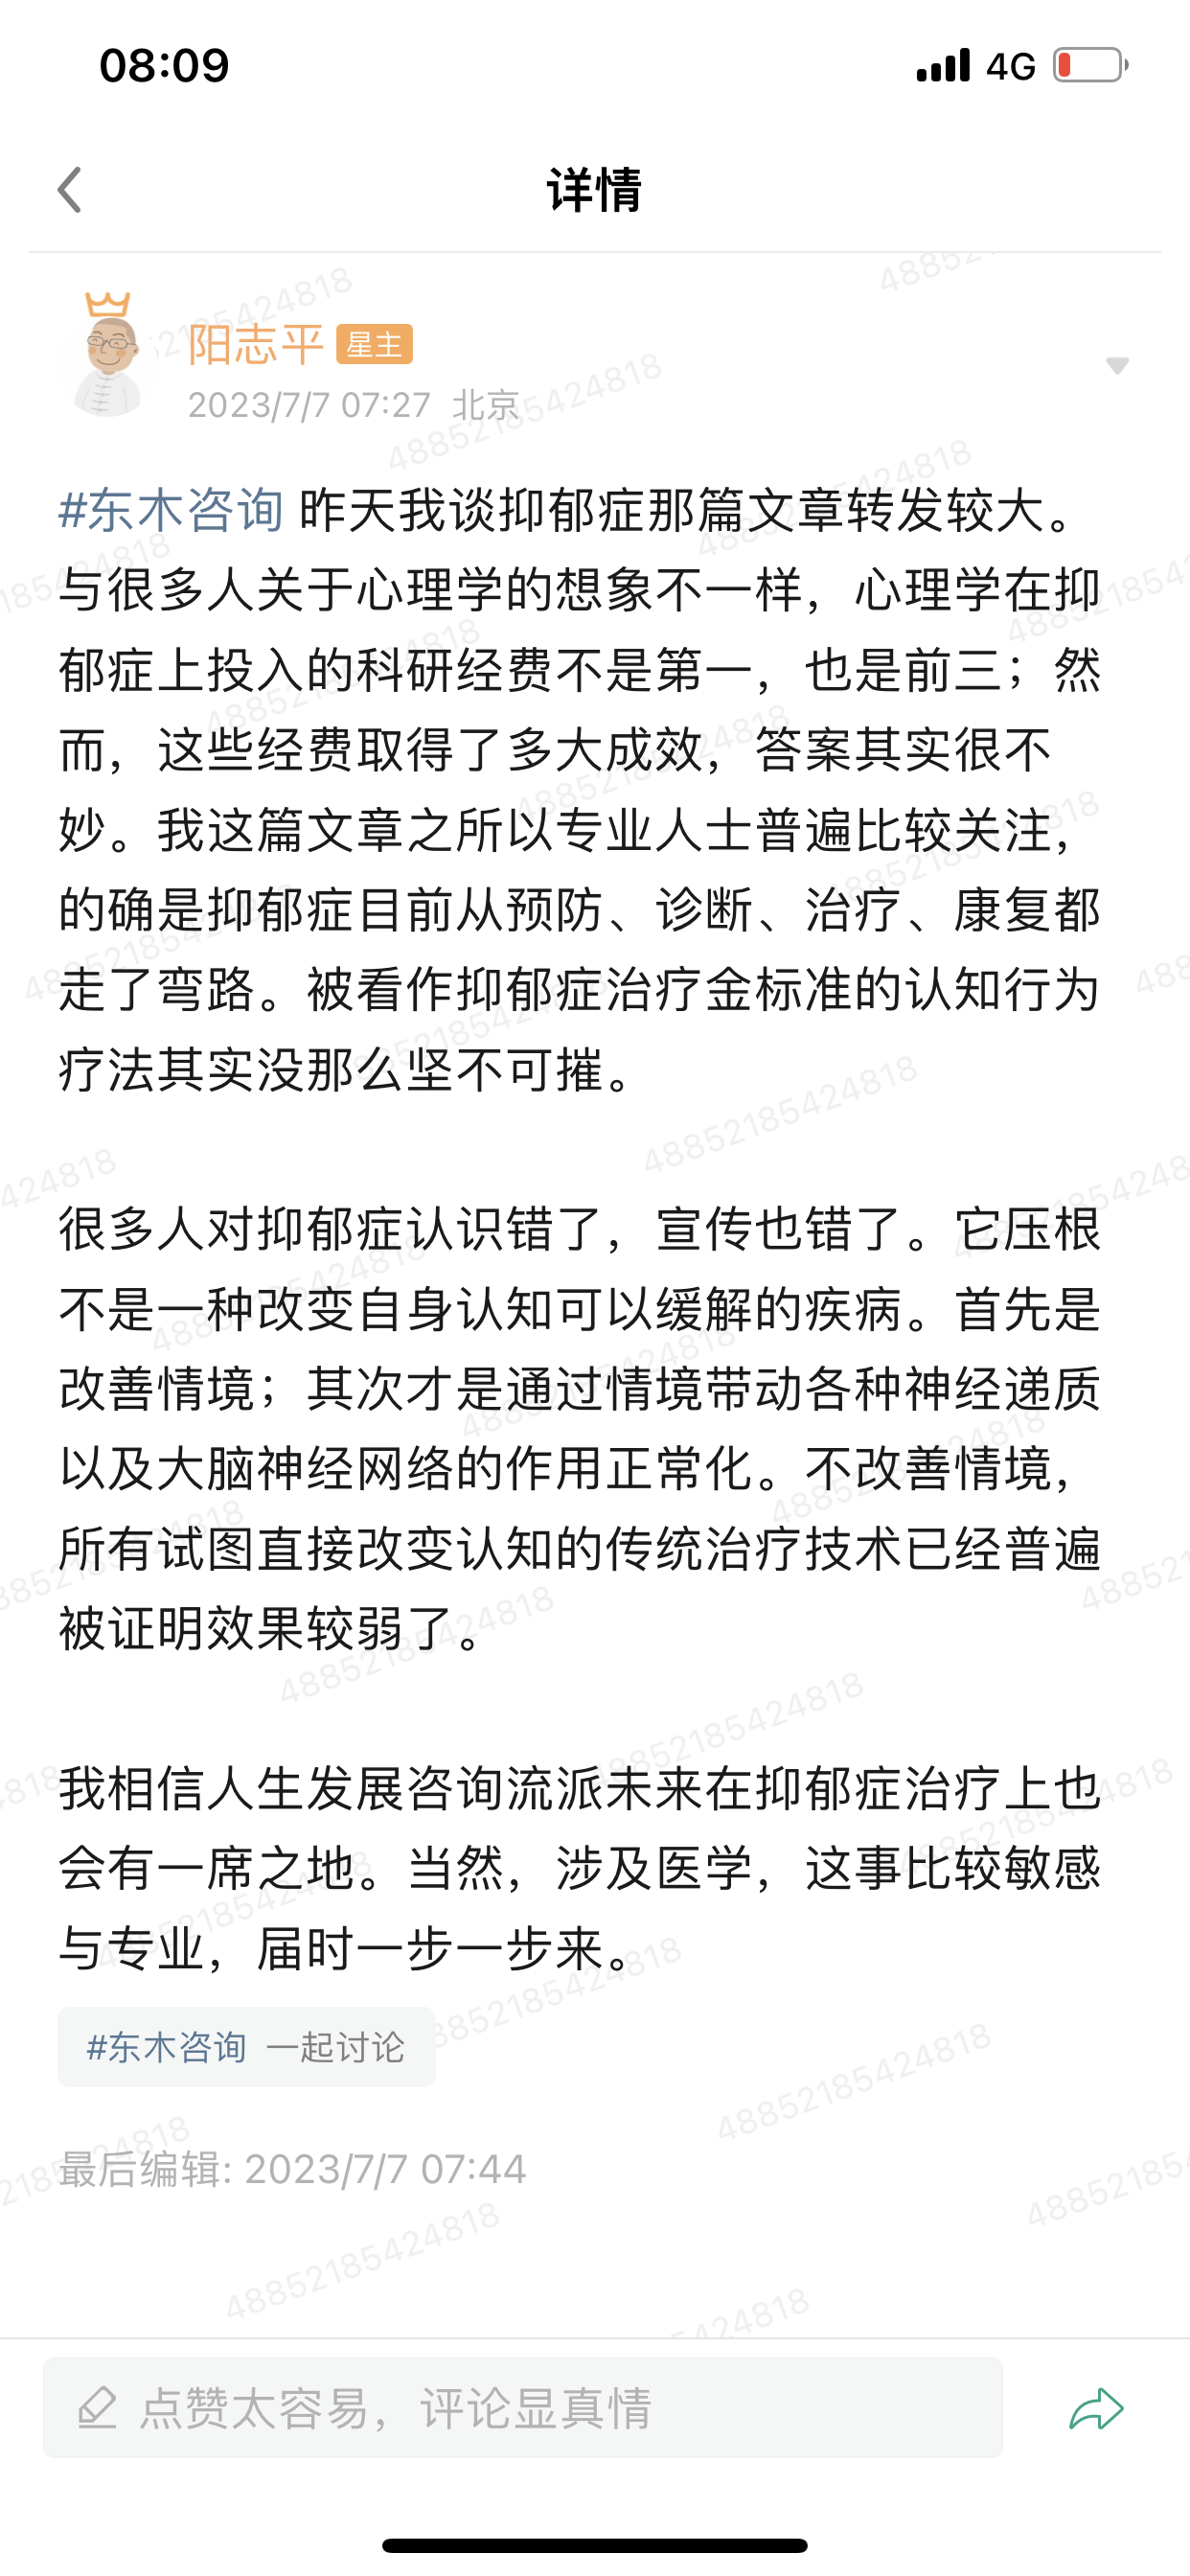 08:09 4G
详情
阳志平 星主
2023/7/7 07:27 北京
#东木咨询 昨天我谈抑郁症那篇文章转发较大。
与很多人关于心理学的想象不一样，心理学在抑
郁症上投入的科研经费不是第一，也是前三；然
而，这些经费取得了多大成效，答案其实很不
妙。我这篇文章之所以专业人士普遍比较关注，
的确是抑郁症目前从预防、诊断、治疗、康复都
走了弯路。被看作抑郁症治疗金标准的认知行为
疗法其实没那么坚不可摧。
很多人对抑郁症认识错了，宣传也错了。它压根
不是一种改变自身认知可以缓解的疾病。首先是
改善情境；其次才是通过情境带动各种神经递质
以及大脑神经网络的作用正常化。不改善情境，
所有试图直接改变认知的传统治疗技术已经普遍
被证明效果较弱了。
我相信人生发展咨询流派未来在抑郁症治疗上也
会有一席之地。当然，涉及医学，这事比较敏感
与专业，届时一步一步来。
#东木咨询 一起讨论
最后编辑: 2023/7/7 07:44
点赞太容易，评论显真情
48852185424818